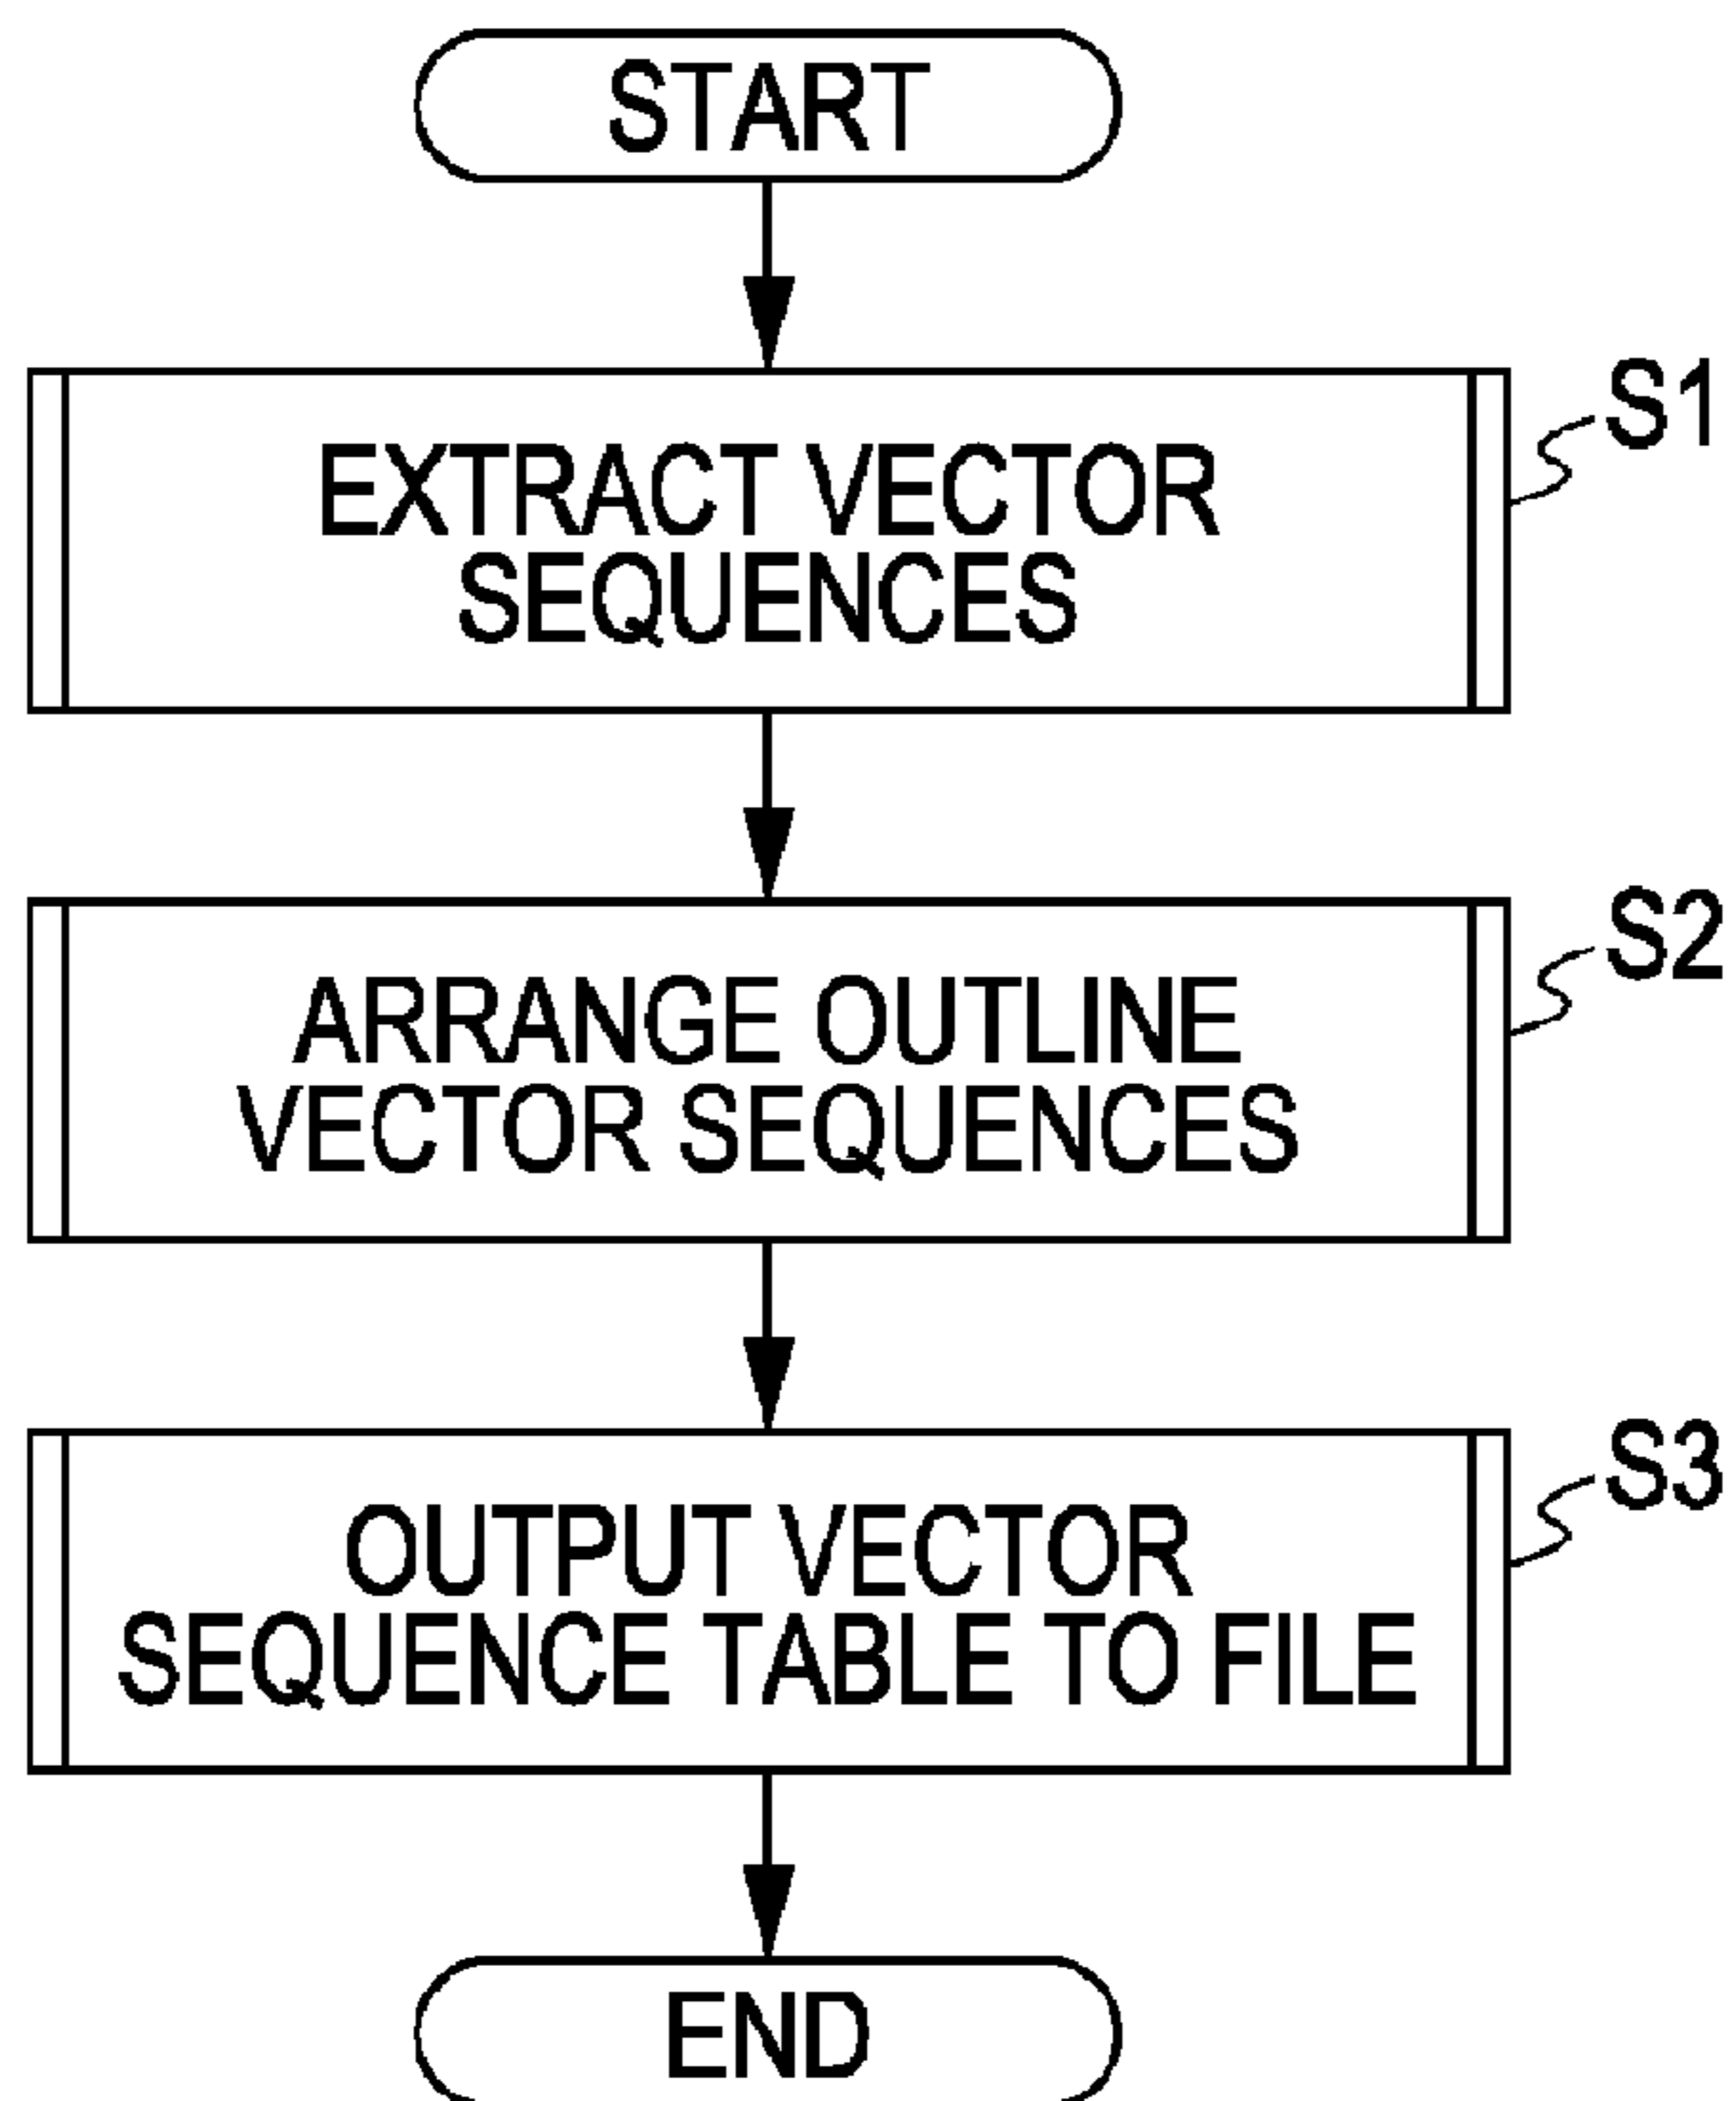 START
S1
EXTRACT VECTOR
SEQUENCES
S2
ARRANGE OUTLINE
VECTOR SEQUENCES
S3
OUTPUT VECTOR
SEQUENCE TABLE TO FILE
END